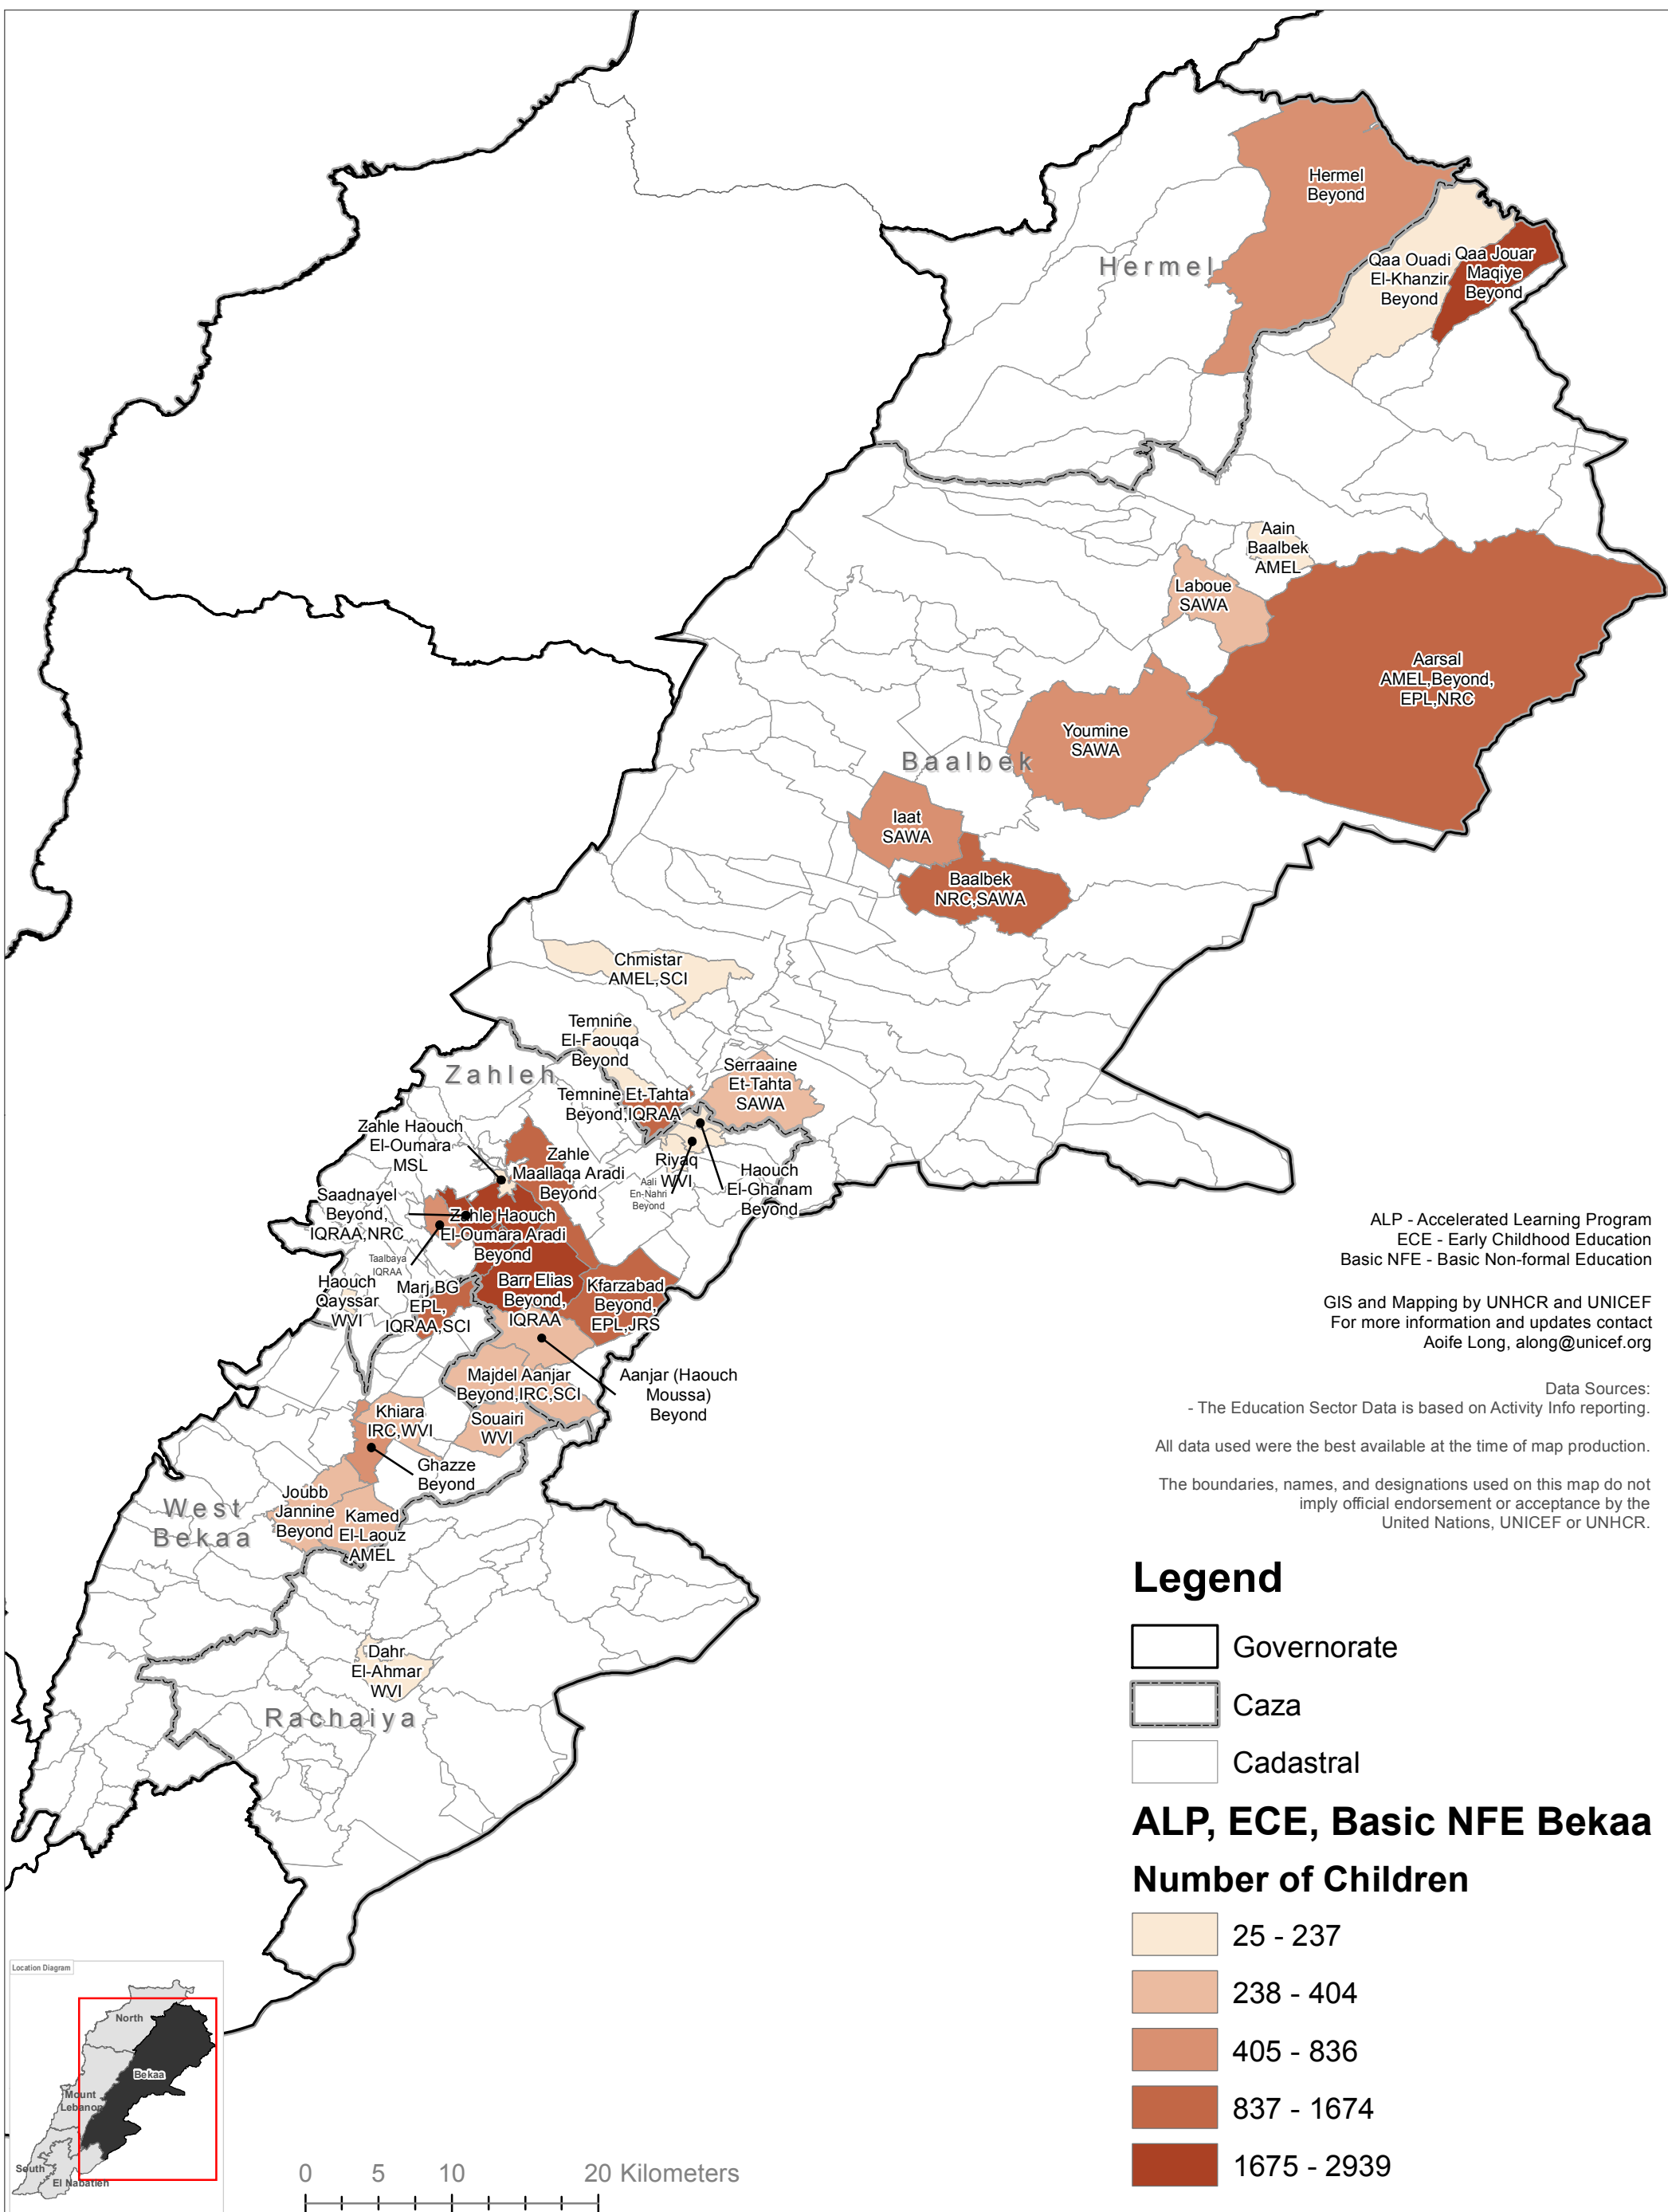 Hermel
Beyond
Hermel
Qaa Ouadi
El-Khanzir
Beyond
Qaa Jouar
Maqiye
Beyond
Aain
Baalbek
AMEL
Laboue
SAWA
Aarsal
AMEL,Beyond,
EPL,NRC
Youmine
SAWA
Baalbek
Iaat
SAWA
Baalbek
NRC,SAWA
Chmistar
AMEL,SCI
Temnine
El-Faouqa
Beyond
Zahleh
Serraaine
Et-Tahta
SAWA
Temnine Et-Tahta
Beyond,IQRAA
Zahle Haouch
El-Oumara
MSL
Zahle
Maallaqa Aradi
Beyond
Riyaq
WVI
Aali
En-Nahri
Beyond
Haouch
El-Ghanam
Beyond
Saadnayel
Beyond,
IQRAA,NRC
Zahle Haouch
El-Oumara Aradi
Beyond
Taalbaya
IQRAA
Haouch
Qayssar
WVI
Marj BG
EPL,
IQRAA,SCI
Barr Elias
Beyond,
IQRAA
Kfarzabad
Beyond,
EPL,JRS
Majdel Aanjar
Beyond,IRC,SCI
Aanjar (Haouch
Moussa)
Beyond
Khiara
IRC,WVI
Souairi
WVI
Ghazze
Beyond
Joubb
Jannine
Beyond
Kamed
El-Laouz
AMEL
West
Bekaa
Dahr
El-Ahmar
WVI
Rachaiya
ALP - Accelerated Learning Program
ECE - Early Childhood Education
Basic NFE - Basic Non-formal Education
GIS and Mapping by UNHCR and UNICEF
For more information and updates contact
Aoife Long, along@unicef.org
Data Sources:
- The Education Sector Data is based on Activity Info reporting.
All data used were the best available at the time of map production.
The boundaries, names, and designations used on this map do not
imply official endorsement or acceptance by the
United Nations, UNICEF or UNHCR.
Legend
Governorate
Caza
Cadastral
ALP, ECE, Basic NFE Bekaa
Number of Children
25 - 237
238 - 404
405 - 836
837 - 1674
1675 - 2939
Location Diagram
North
Bekaa
Mount
Lebanon
South
El Nabatieh
0 5 10 20 Kilometers